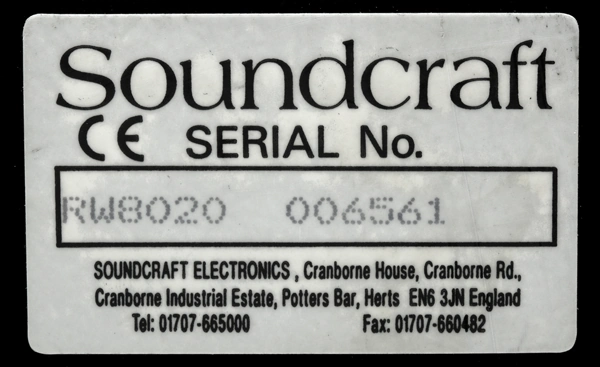 Soundcraft
CE SERIAL No.
RW8020 006561
SOUNDCRAFT ELECTRONICS , Cranborne House, Cranborne Rd.,
Cranborne Industrial Estate, Potters Bar, Herts EN6 3JN England
Tel: 01707-665000 Fax: 01707-660482